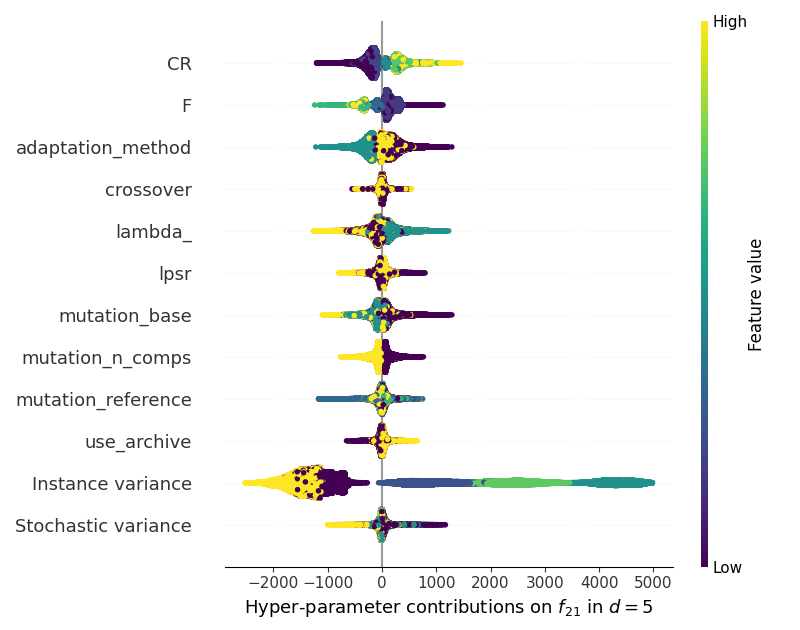 High
CR
F
adaptation_method
crossover
lambda_
lpsr
mutation_base
mutation_n_comps
mutation_reference
use_archive
Instance variance
Stochastic variance
Feature value
Low
−2000 −1000 0 1000 2000 3000 4000 5000
Hyper-parameter contributions on f₂₁ in d = 5